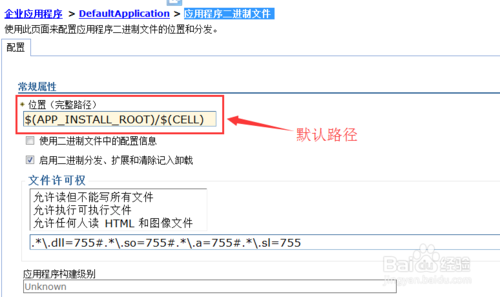 企业应用程序 > DefaultApplication > 应用程序二进制文件
使用此页面来配置应用程序二进制文件的位置和分发。
配置
常规属性
* 位置（完整路径）
$(APP_INSTALL_ROOT)/$(CELL)
默认路径
使用二进制文件中的配置信息
启用二进制分发、扩展和清除记入卸载
文件许可权
允许读但不能写所有文件
允许执行可执行文件
允许任何人读 HTML 和图像文件
.*\.dll=755#.*\.so=755#.*\.a=755#.*\.sl=755
应用程序构建级别
Unknown
Baidu经验
jingyan.baidu.com